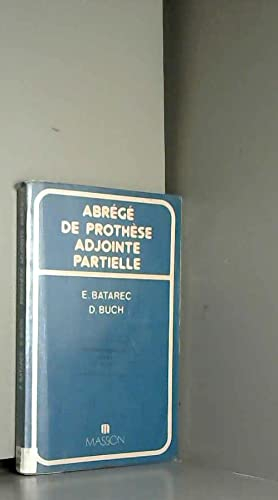 ABRÉGÉ
DE PROTHÈSE
ADJOINTE
PARTIELLE
E. BATAREC
D. BUCH
MASSON